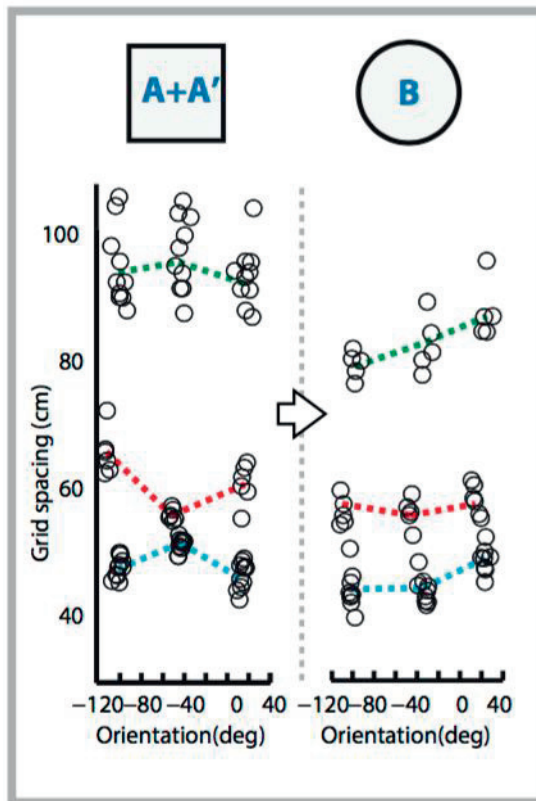 A+A′
B
Grid spacing (cm)
100
80
60
40
−120−80 −40 0 40
−120−80 −40 0 40
Orientation(deg)
Orientation(deg)